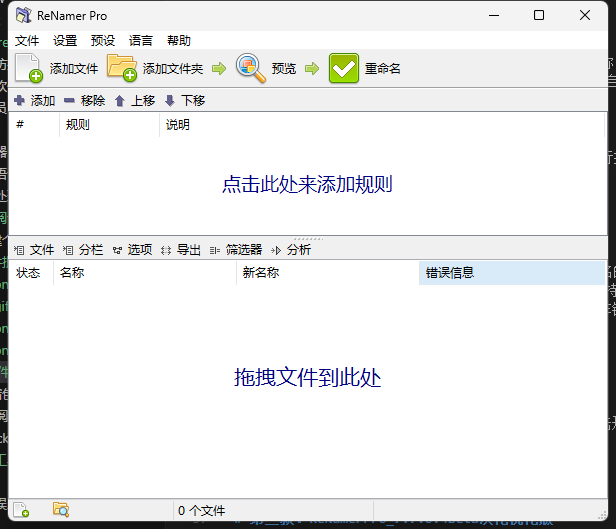 ReNamer Pro
文件 设置 预设 语言 帮助
添加文件 添加文件夹 预览 重命名
添加 移除 上移 下移
# 规则 说明
点击此处来添加规则
文件 分栏 选项 导出 筛选器 分析
状态 名称 新名称 错误信息
拖拽文件到此处
0 个文件